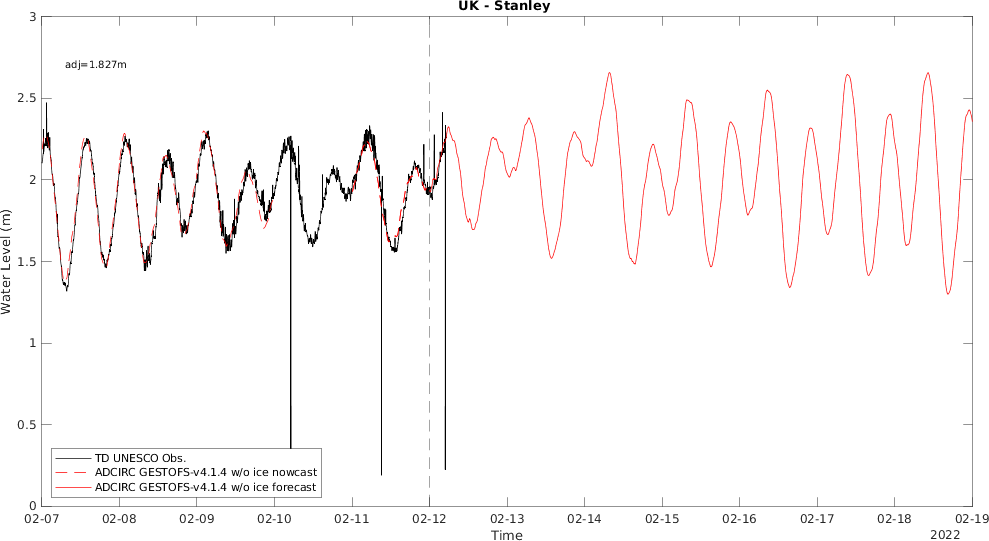 UK - Stanley
3
adj=1.827m
2.5
2
1.5
1
0.5
0
Water Level (m)
TD UNESCO Obs.
ADCIRC GESTOFS-v4.1.4 w/o ice nowcast
ADCIRC GESTOFS-v4.1.4 w/o ice forecast
02-07 02-08 02-09 02-10 02-11 02-12 02-13 02-14 02-15 02-16 02-17 02-18 02-19
Time
2022